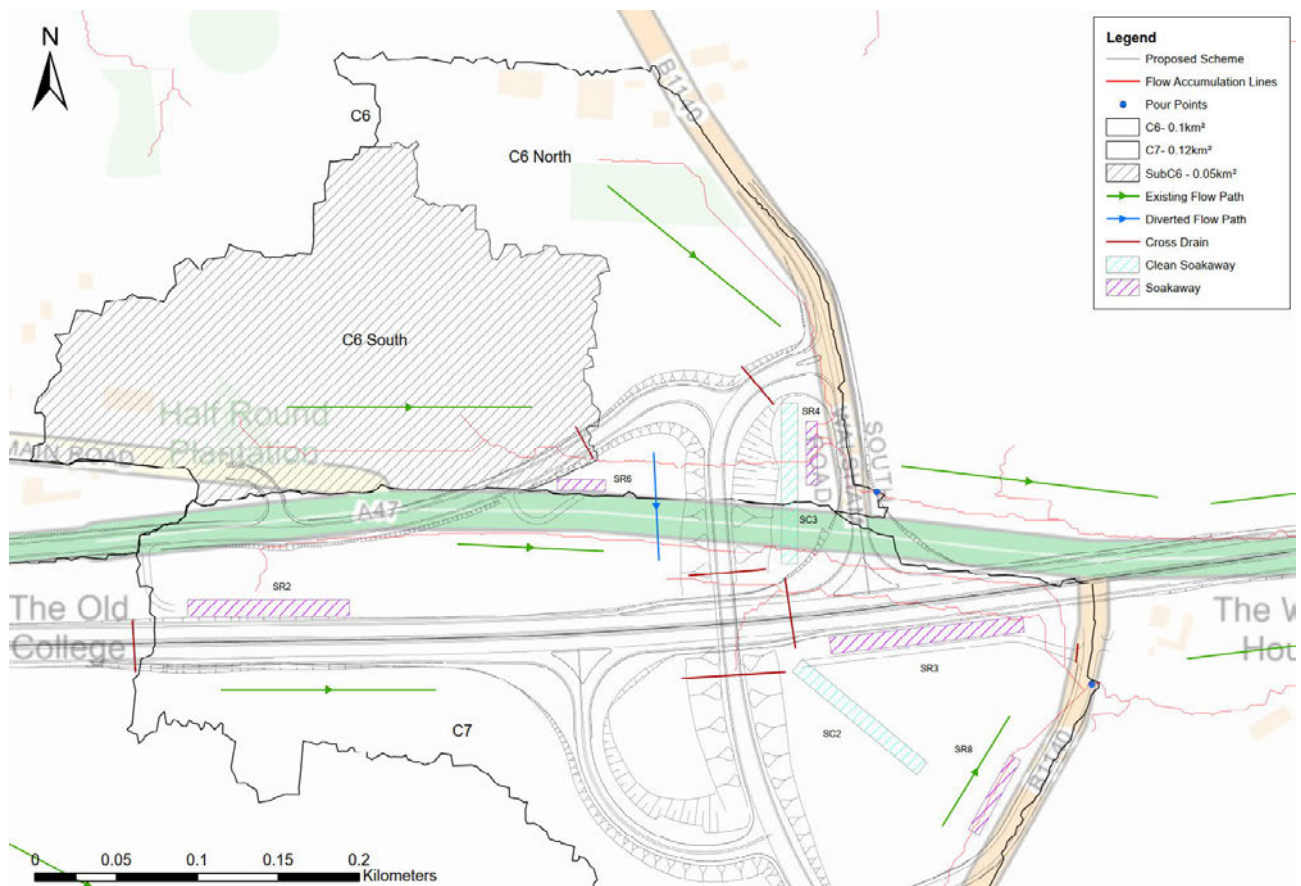 N
B1140
C6
C6 North
C6 South
Half Round
Plantation
MAIN ROAD
A47
SR4
WALSHAM
ROAD
SOUTH
SR6
SC3
SR2
The Old
College
SR3
The W
Hou
SC2
SR8
C7
B1140
0 0.05 0.1 0.15 0.2
Kilometers
Legend
Proposed Scheme
Flow Accumulation Lines
Pour Points
C6- 0.1km²
C7- 0.12km²
SubC6 - 0.05km²
Existing Flow Path
Diverted Flow Path
Cross Drain
Clean Soakaway
Soakaway